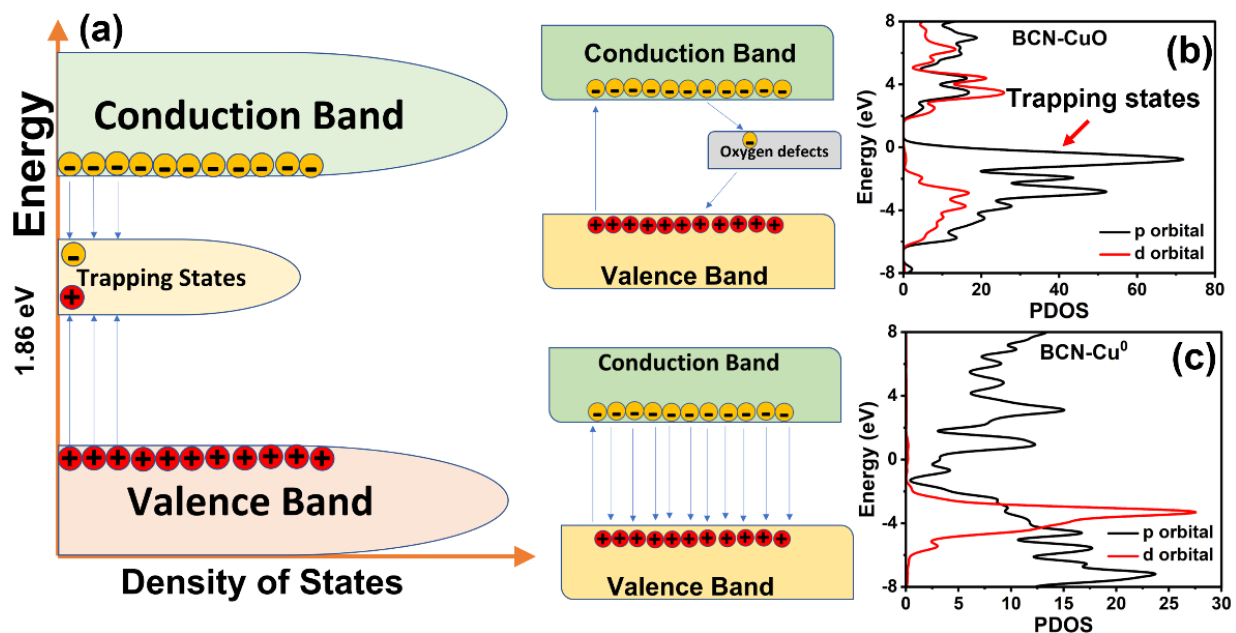 (a)
Energy
1.86 eV
Conduction Band
- - - - - - - - - - -
-
Trapping States
+
+ + + + + + + + + + +
Valence Band
Density of States
Conduction Band
- - - - - - - - - - -
-
Oxygen defects
+ + + + + + + + + + +
Valence Band
Conduction Band
- - - - - - - - - - -
+ + + + + + + + + + +
Valence Band
(b)
BCN-CuO
Trapping states
Energy (eV)
8
4
0
-4
-8
p orbital
d orbital
0 20 40 60 80
PDOS
(c)
BCN-Cu⁰
Energy (eV)
8
4
0
-4
-8
p orbital
d orbital
0 5 10 15 20 25 30
PDOS